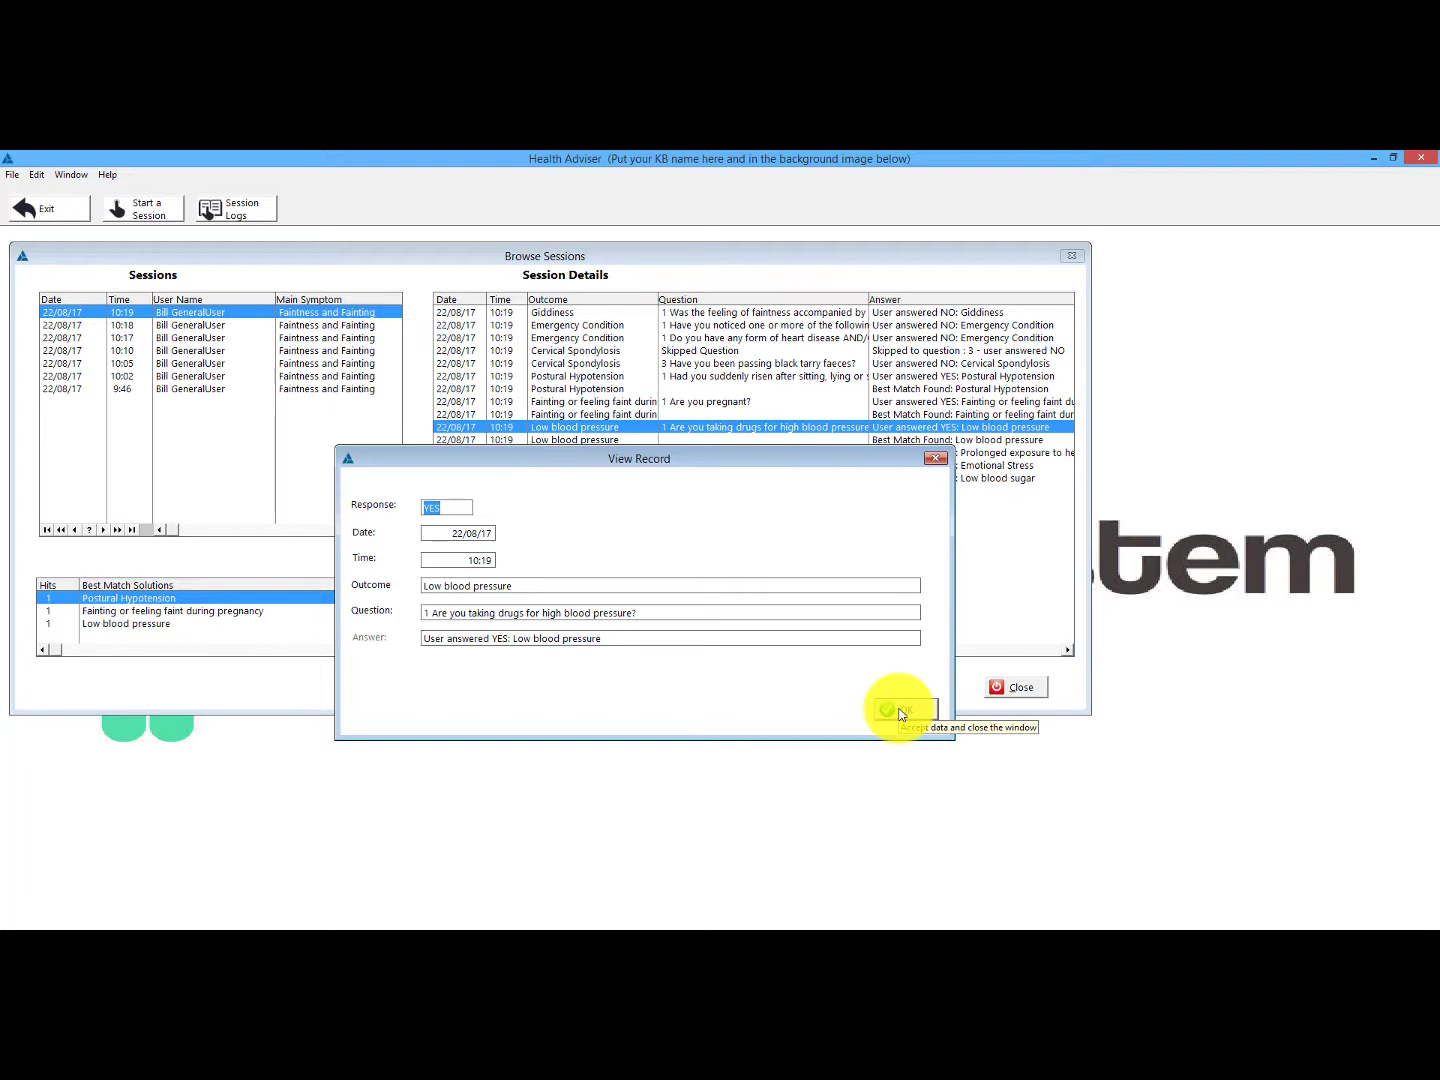 Health Adviser (Put your KB name here and in the background image below)
File Edit Window Help
Exit
Start a Session
Session Logs
Browse Sessions
Sessions
Session Details
Date Time User Name Main Symptom
22/08/17 10:19 Bill GeneralUser Faintness and Fainting
22/08/17 10:18 Bill GeneralUser Faintness and Fainting
22/08/17 10:17 Bill GeneralUser Faintness and Fainting
22/08/17 10:10 Bill GeneralUser Faintness and Fainting
22/08/17 10:05 Bill GeneralUser Faintness and Fainting
22/08/17 10:02 Bill GeneralUser Faintness and Fainting
22/08/17 9:46 Bill GeneralUser Faintness and Fainting
Date Time Outcome Question Answer
22/08/17 10:19 Giddiness 1 Was the feeling of faintness accompanied by User answered NO: Giddiness
22/08/17 10:19 Emergency Condition 1 Have you noticed one or more of the followin User answered NO: Emergency Condition
22/08/17 10:19 Emergency Condition 1 Do you have any form of heart disease AND/ User answered NO: Emergency Condition
22/08/17 10:19 Cervical Spondylosis Skipped Question Skipped to question : 3 - user answered NO
22/08/17 10:19 Cervical Spondylosis 3 Have you been passing black tarry faeces? User answered NO: Cervical Spondylosis
22/08/17 10:19 Postural Hypotension 1 Had you suddenly risen after sitting, lying or s User answered YES: Postural Hypotension
22/08/17 10:19 Postural Hypotension Best Match Found: Postural Hypotension
22/08/17 10:19 Fainting or feeling faint durin 1 Are you pregnant? User answered YES: Fainting or feeling faint du
22/08/17 10:19 Fainting or feeling faint durin Best Match Found: Fainting or feeling faint dur
22/08/17 10:19 Low blood pressure 1 Are you taking drugs for high blood pressure User answered YES: Low blood pressure
22/08/17 10:19 Low blood pressure Best Match Found: Low blood pressure
: Prolonged exposure to he
: Emotional Stress
: Low blood sugar
Hits Best Match Solutions
1 Postural Hypotension
1 Fainting or feeling faint during pregnancy
1 Low blood pressure
View Record
Response: YES
Date: 22/08/17
Time: 10:19
Outcome Low blood pressure
Question: 1 Are you taking drugs for high blood pressure?
Answer: User answered YES: Low blood pressure
OK
Accept data and close the window
Close
tem